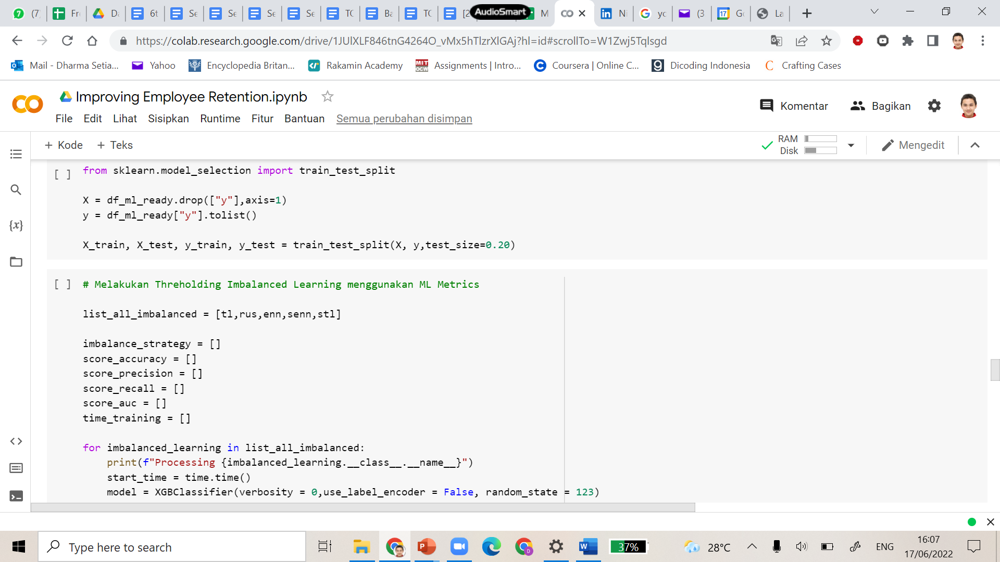 (7
Fr
Da
6t
Se
Se
Se
Se
TC
Ba
TC
[2
AudioSmart
M
Ni
yc
(3
Go
La
https://colab.research.google.com/drive/1JUlXLF846tnG4264O_vMx5hTlzrXlGAj?hl=id#scrollTo=W1Zwj5Tqlsgd
Mail - Dharma Setia...
Yahoo
Encyclopedia Britan...
Rakamin Academy
MIT OCW
Assignments | Intro...
Coursera | Online C...
Dicoding Indonesia
Crafting Cases
Improving Employee Retention.ipynb
Komentar
Bagikan
File Edit Lihat Sisipkan Runtime Fitur Bantuan Semua perubahan disimpan
+ Kode + Teks
RAM
Disk
Mengedit
[ ] from sklearn.model_selection import train_test_split
X = df_ml_ready.drop(["y"],axis=1)
y = df_ml_ready["y"].tolist()
X_train, X_test, y_train, y_test = train_test_split(X, y,test_size=0.20)
[ ] # Melakukan Threholding Imbalanced Learning menggunakan ML Metrics
list_all_imbalanced = [tl,rus,enn,senn,stl]
imbalance_strategy = []
score_accuracy = []
score_precision = []
score_recall = []
score_auc = []
time_training = []
for imbalanced_learning in list_all_imbalanced:
print(f"Processing {imbalanced_learning.__class__.__name__}")
start_time = time.time()
model = XGBClassifier(verbosity = 0,use_label_encoder = False, random_state = 123)
Type here to search
37%
28°C
ENG
16:07
17/06/2022